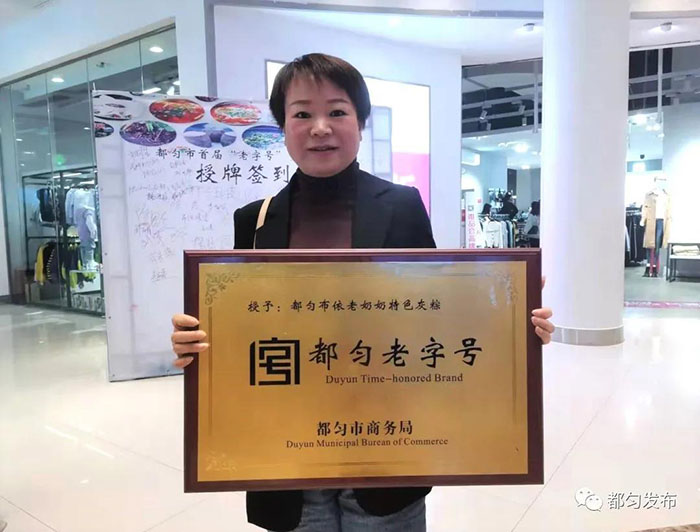 都匀市首届“老字号”
授牌签到
授予：都匀布依老奶奶特色灰粽
都匀老字号
Duyun Time-honored Brand
都匀市商务局
Duyun Municipal Bureau of Commerce
都匀发布